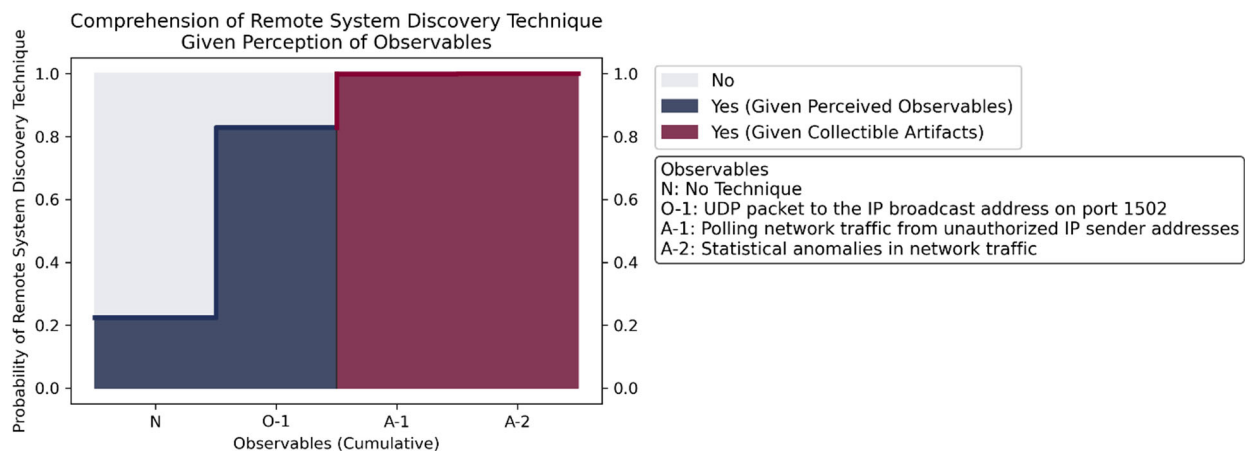 Comprehension of Remote System Discovery Technique
Given Perception of Observables
Probability of Remote System Discovery Technique
1.0
0.8
0.6
0.4
0.2
0.0
1.0
0.8
0.6
0.4
0.2
0.0
N
O-1
A-1
A-2
Observables (Cumulative)
No
Yes (Given Perceived Observables)
Yes (Given Collectible Artifacts)
Observables
N: No Technique
O-1: UDP packet to the IP broadcast address on port 1502
A-1: Polling network traffic from unauthorized IP sender addresses
A-2: Statistical anomalies in network traffic